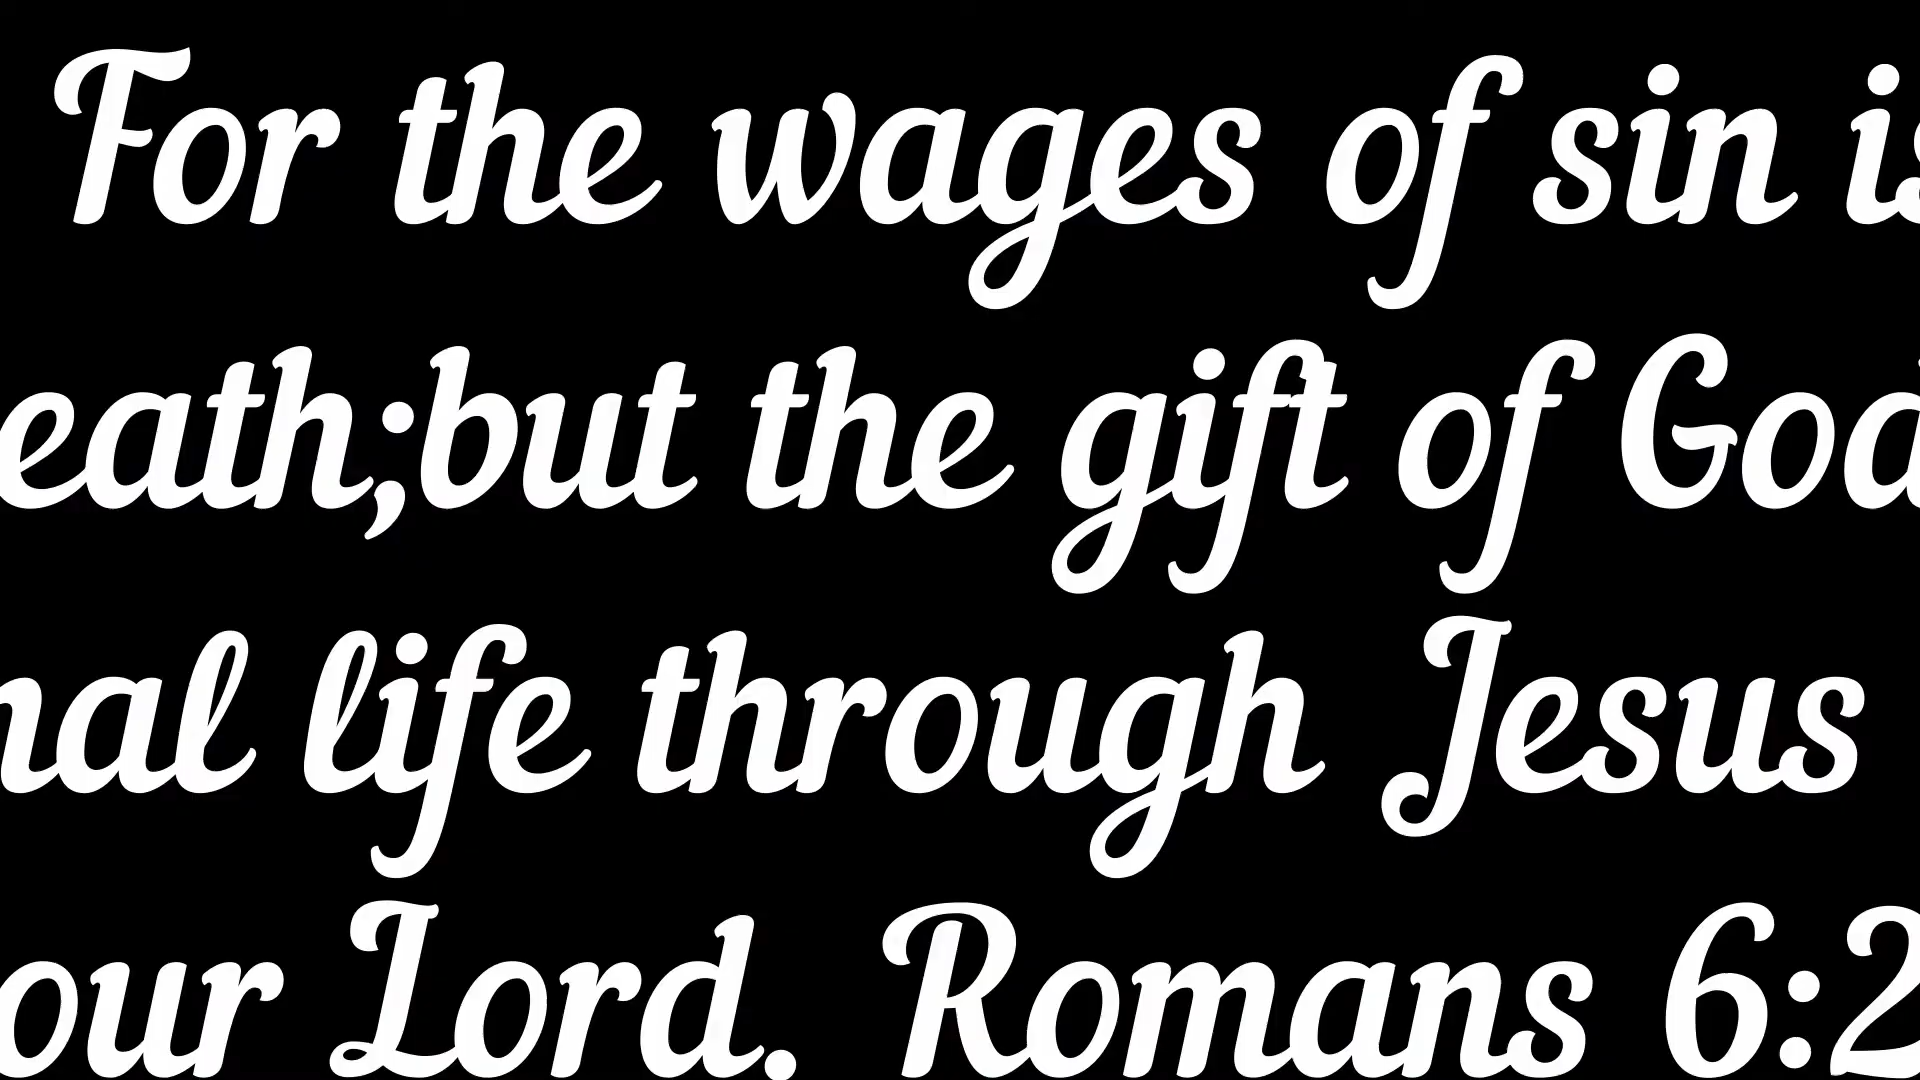 For the wages of sin is
eath;but the gift of God
nal life through Jesus
our Lord. Romans 6:2